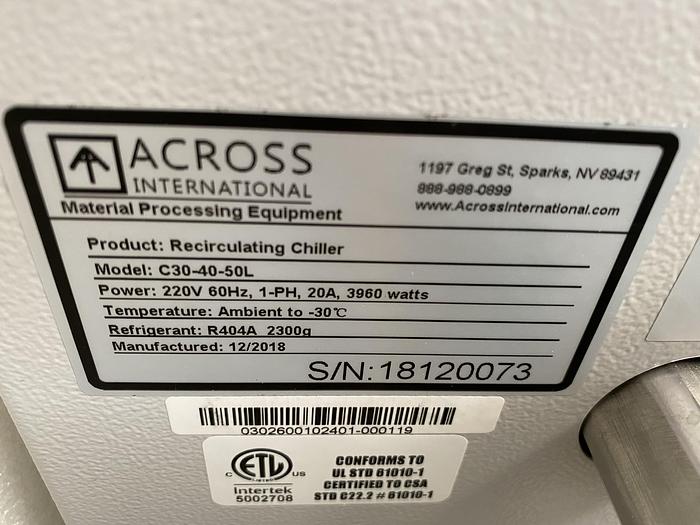 ACROSS
INTERNATIONAL
Material Processing Equipment
1197 Greg St, Sparks, NV 89431
888-988-0899
www.AcrossInternational.com
Product: Recirculating Chiller
Model: C30-40-50L
Power: 220V 60Hz, 1-PH, 20A, 3960 watts
Temperature: Ambient to -30℃
Refrigerant: R404A 2300g
Manufactured: 12/2018
S/N:18120073
0302600102401-000119
C ETL US
Intertek
5002708
CONFORMS TO
UL STD 61010-1
CERTIFIED TO CSA
STD C22.2 # 61010-1